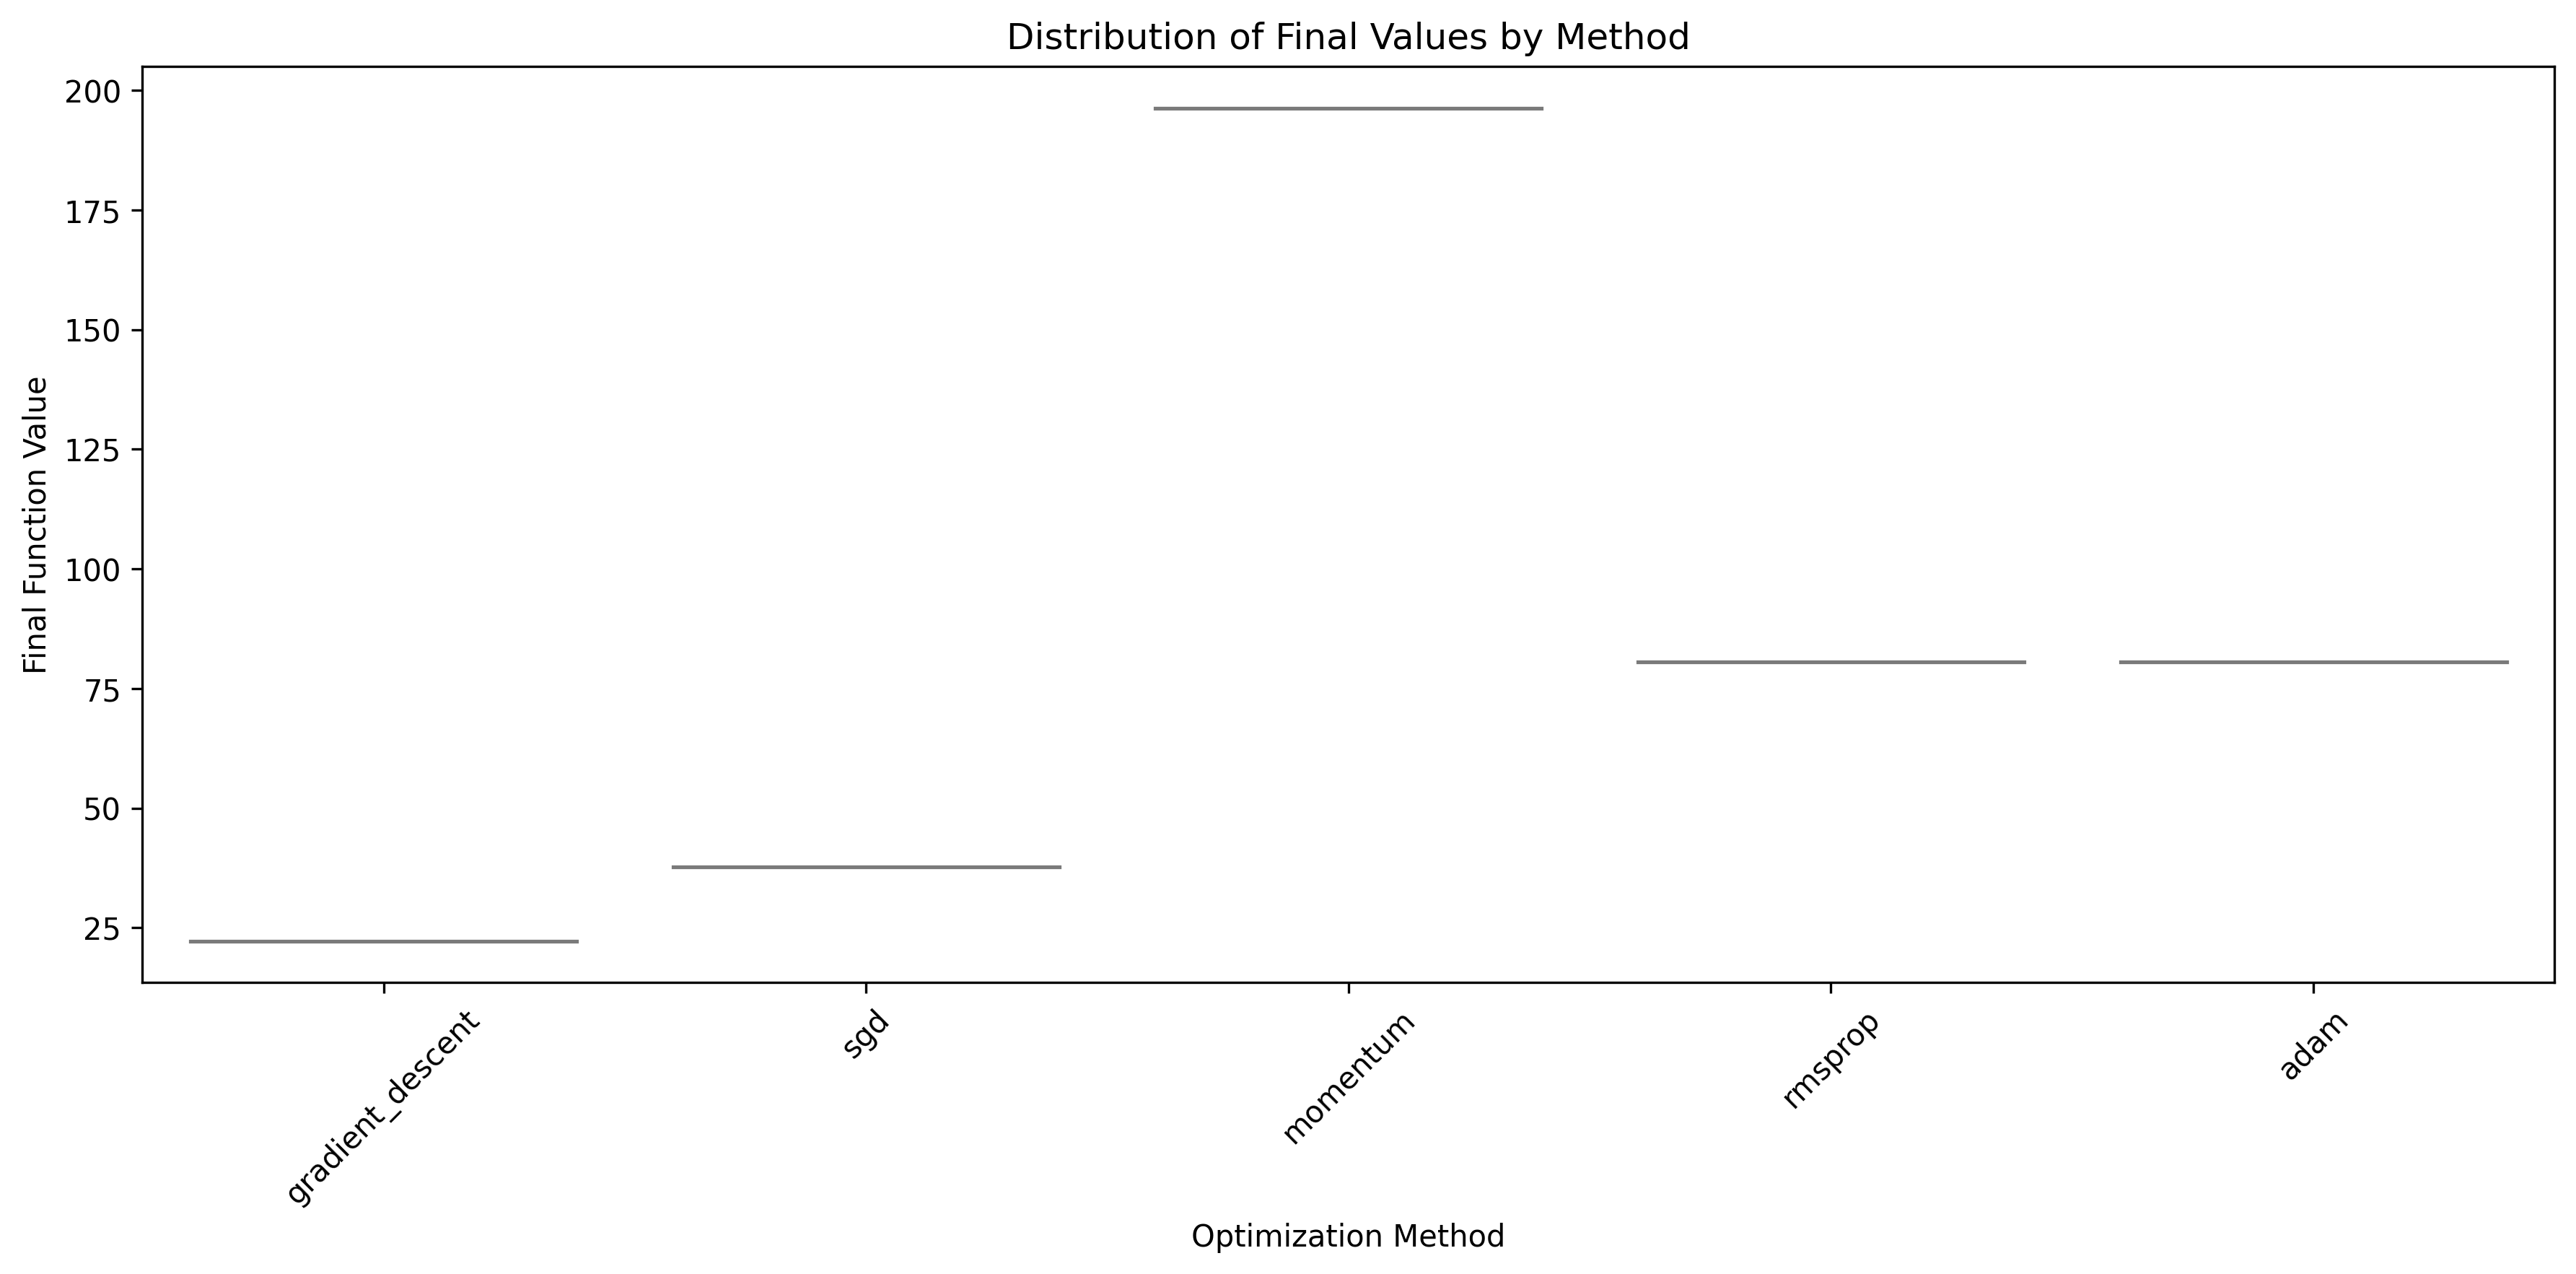 Distribution of Final Values by Method
Final Function Value
200
175
150
125
100
75
50
25
gradient_descent
sgd
momentum
rmsprop
adam
Optimization Method